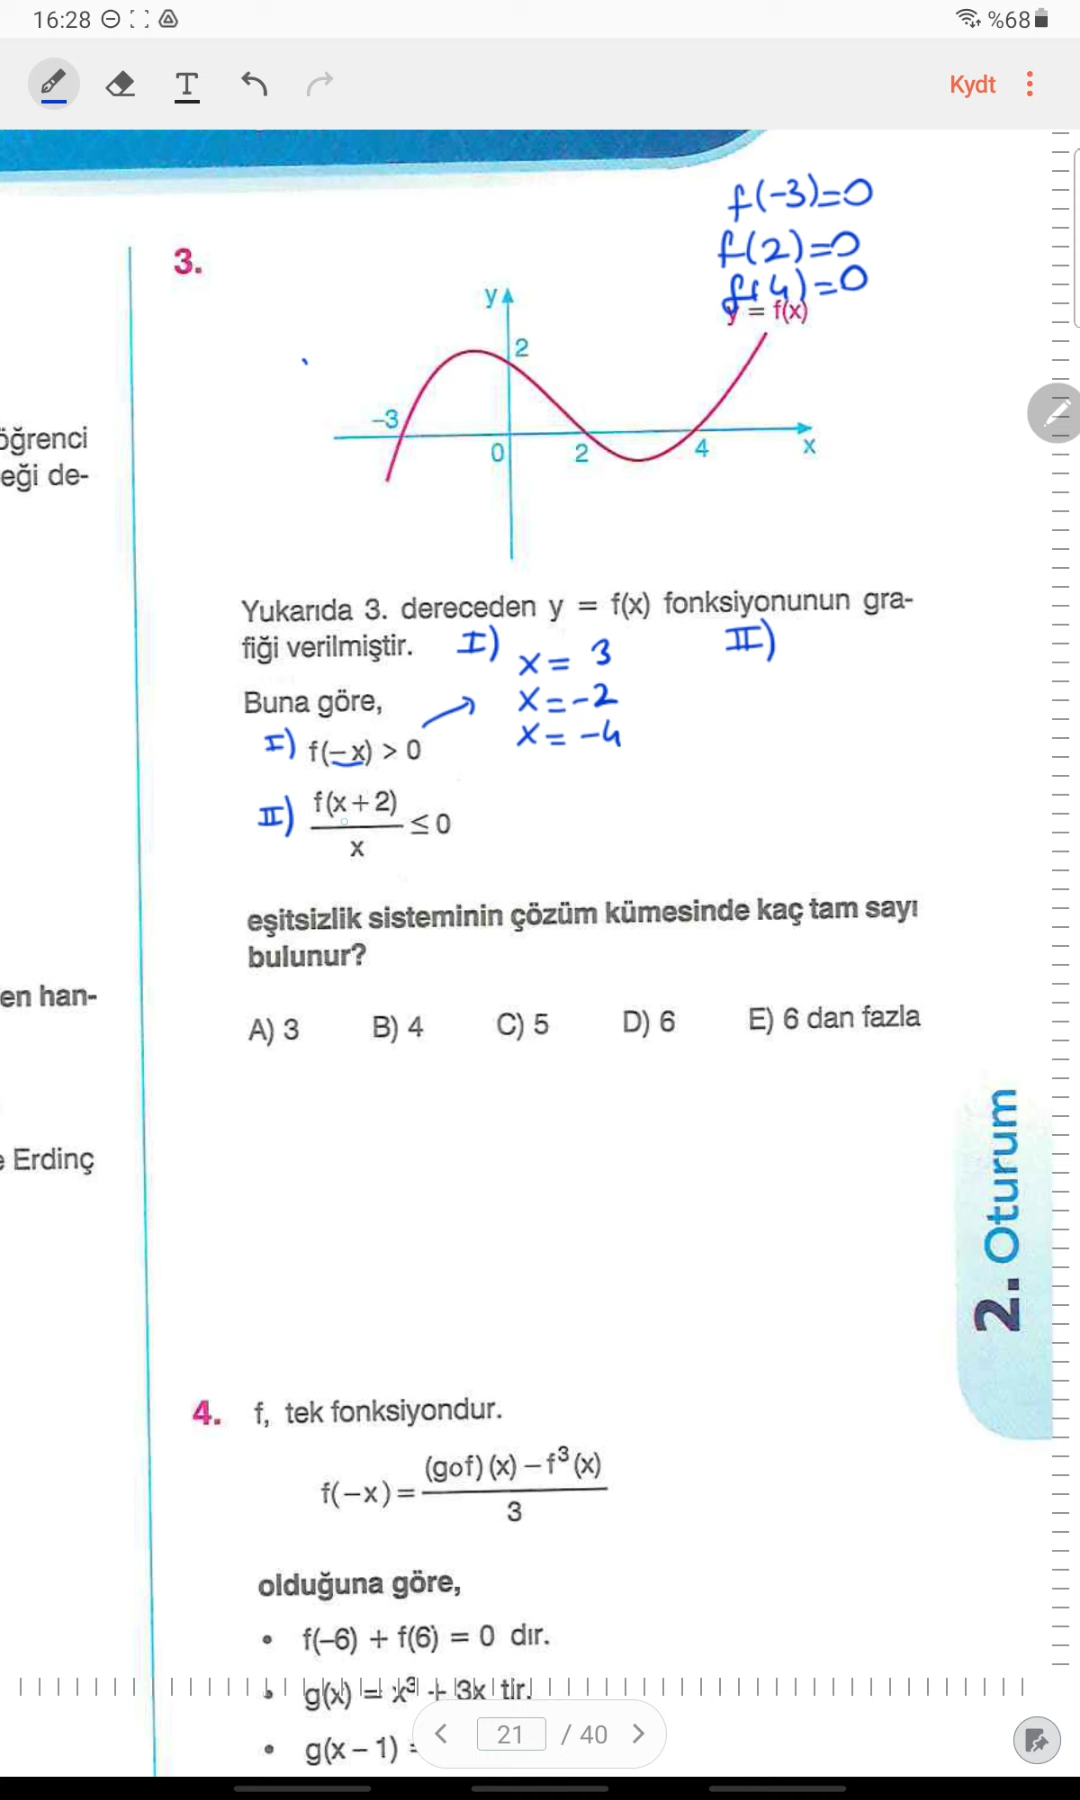 16:28
%68
T
Kydt
f(-3)=0
f(2)=0
f(4)=0
3.
y
y = f(x)
2
-3
0
2
4
x
öğrenci
eği de-
Yukarıda 3. dereceden y = f(x) fonksiyonunun gra-
fiği verilmiştir.
I) x = 3
x = -2
x = -4
II)
Buna göre,
I) f(−x) > 0
II) f(x+2)
≤ 0
x
eşitsizlik sisteminin çözüm kümesinde kaç tam sayı
bulunur?
en han-
A) 3 B) 4 C) 5 D) 6 E) 6 dan fazla
2. Oturum
e Erdinç
4. f, tek fonksiyondur.
f(−x) = (gof)(x) − f³(x)
3
olduğuna göre,
• f(−6) + f(6) = 0 dır.
• g(x) = x³ + 3x tir.
• g(x − 1) =
21 / 40